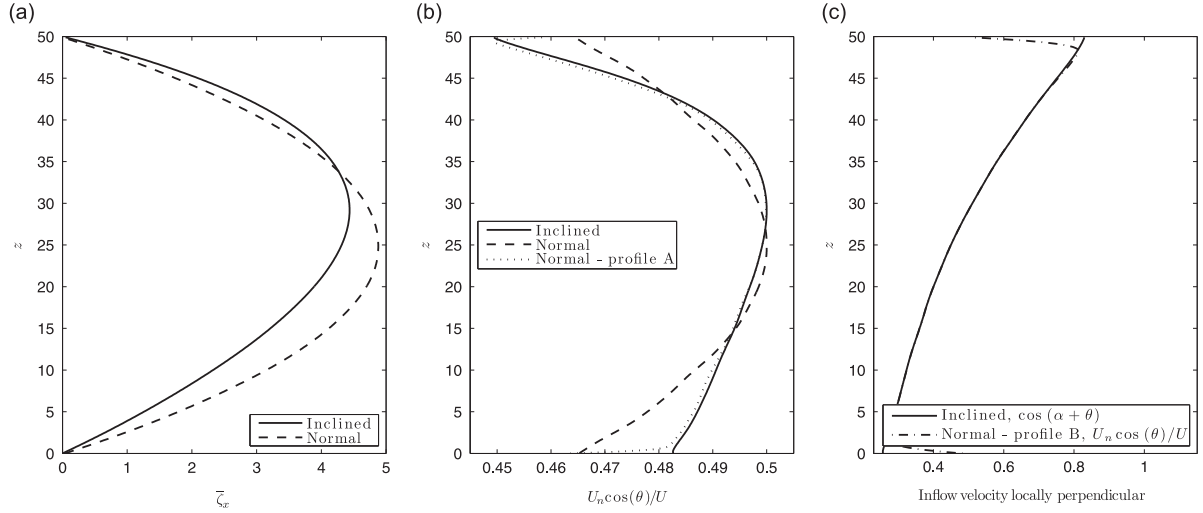 (a)
(b)
(c)
50
45
40
35
30
25
20
15
10
5
0
z
0 1 2 3 4 5
ζ̅ₓ
Inclined
Normal
50
45
40
35
30
25
20
15
10
5
0
z
0.45 0.46 0.47 0.48 0.49 0.5
Uₙcos(θ)/U
Inclined
Normal
Normal - profile A
50
45
40
35
30
25
20
15
10
5
0
z
0.4 0.6 0.8 1
Inflow velocity locally perpendicular
Inclined, cos (α + θ)
Normal - profile B, Uₙ cos (θ)/U